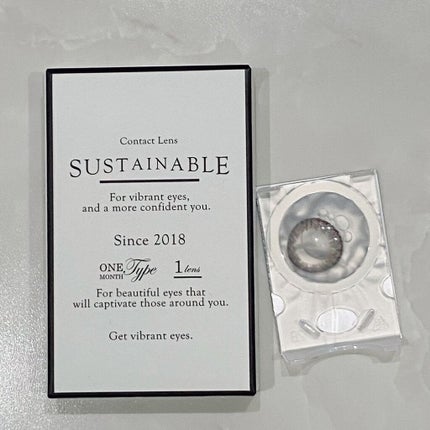 Contact Lens
SUSTAINABLE
For vibrant eyes,
and a more confident you.
Since 2018
ONE MONTH Type 1 lens
For beautiful eyes that
will captivate those around you.
Get vibrant eyes.